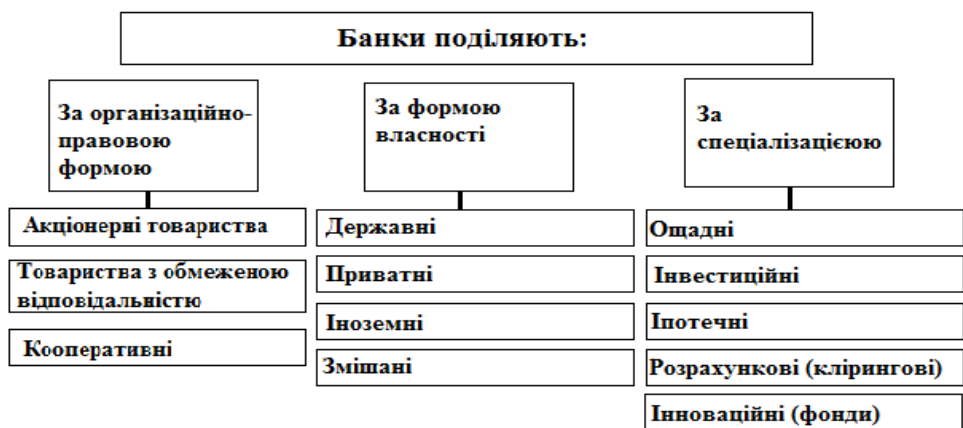 Банки поділяють:
За організаційно-
правовою
формою
Акціонерні товариства
Товариства з обмеженою
відповідальністю
Кооперативні
За формою
власності
Державні
Приватні
Іноземні
Змішані
За
спеціалізацією
Ощадні
Інвестиційні
Іпотечні
Розрахункові (клірингові)
Інноваційні (фонди)